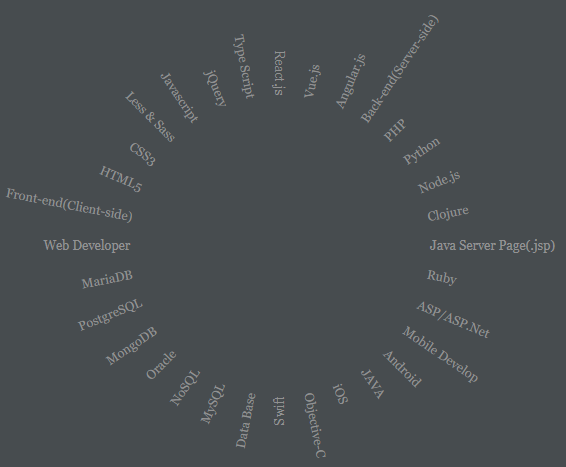 Web Developer
Front-end(Client-side)
HTML5
CSS3
Less & Sass
Javascript
jQuery
Type Script
React.js
Vue.js
Angular.js
Back-end(Server-side)
PHP
Python
Node.js
Clojure
Java Server Page(.jsp)
Ruby
ASP/ASP.Net
Mobile Develop
Android
JAVA
iOS
Objective-C
Swift
Data Base
MySQL
NoSQL
Oracle
MongoDB
PostgreSQL
MariaDB